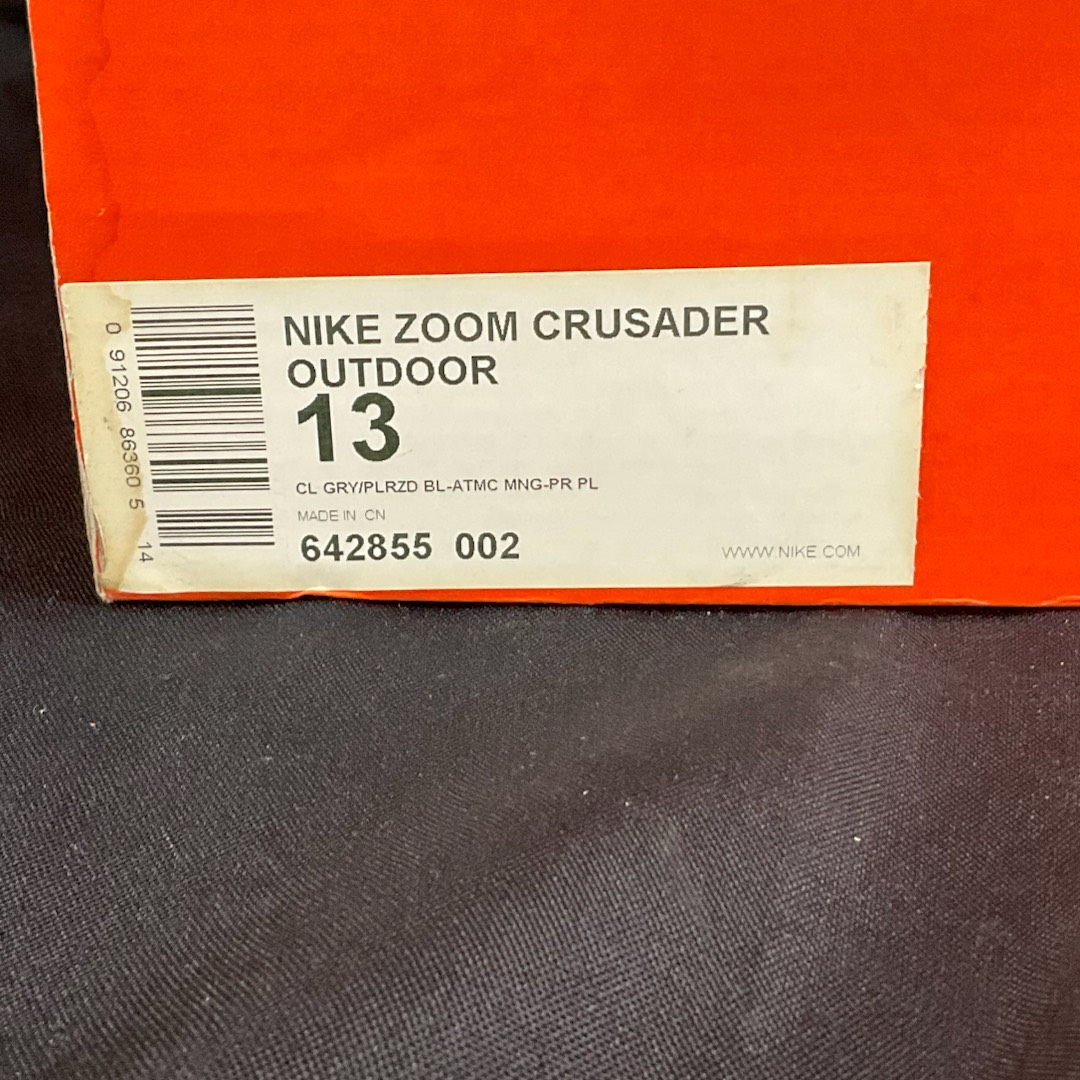 NIKE ZOOM CRUSADER
OUTDOOR
13
CL GRY/PLRZD BL-ATMC MNG-PR PL
MADE IN CN
642855 002
WWW.NIKE.COM
0 91206 86360 5 14